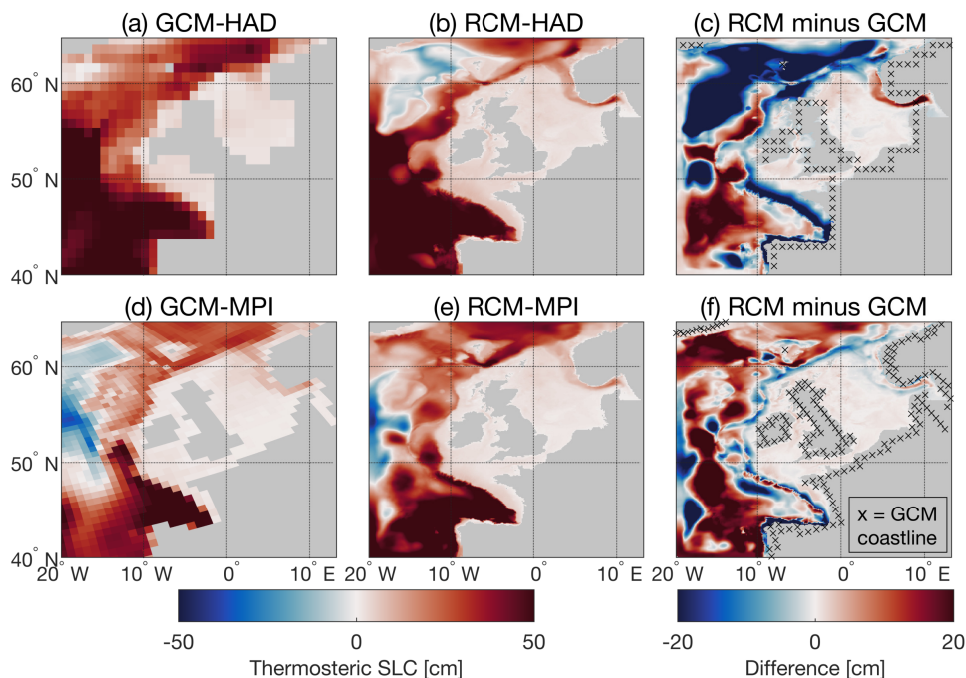 (a) GCM-HAD
(b) RCM-HAD
(c) RCM minus GCM
60° N
50°
40° N
(d) GCM-MPI
(e) RCM-MPI
(f) RCM minus GCM
60° N
50°
40° N
x = GCM
coastline
20° W 10° 0° 10° E
20° W 10° 0° 10° E
20° W 10° 0° 10° E
-50 0 50
Thermosteric SLC [cm]
-20 0 20
Difference [cm]